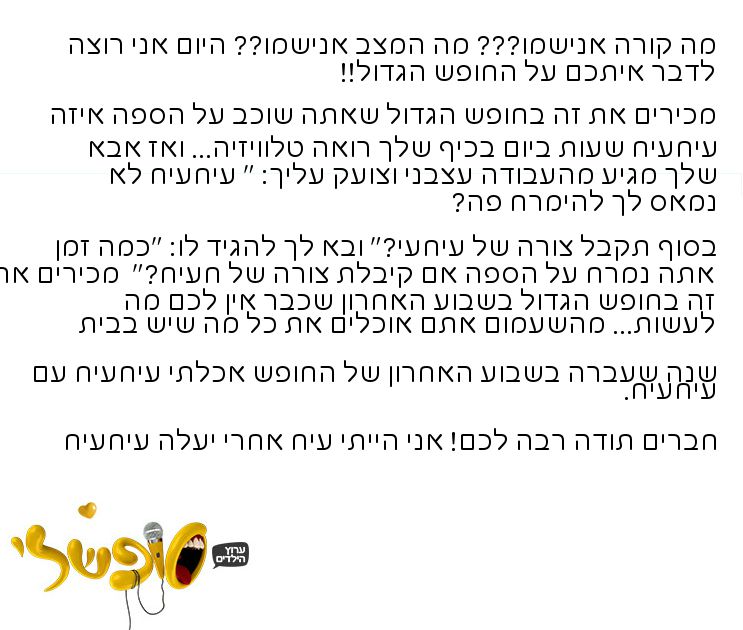 מה קורה אנישמו??? מה המצב אנישמו?? היום אני רוצה
לדבר איתכם על החופש הגדול!!
מכירים את זה בחופש הגדול שאתה שוכב על הספה איזה
עיחעיח שעות ביום בכיף שלך רואה טלוויזיה... ואז אבא
שלך מגיע מהעבודה עצבני וצועק עליך: " עיחעיח לא
נמאס לך להימרח פה?
בסוף תקבל צורה של עיחעי?" ובא לך להגיד לו: "כמה זמן
אתה נמרח על הספה אם קיבלת צורה של חעיח?" מכירים את
זה בחופש הגדול בשבוע האחרון שכבר אין לכם מה
לעשות... מהשעמום אתם אוכלים את כל מה שיש בבית
שנה שעברה בשבוע האחרון של החופש אכלתי עיחעיח עם
עיחעיח.
חברים תודה רבה לכם! אני הייתי עיח אחרי יעלה עיחעיח
ערוץ
הילדים